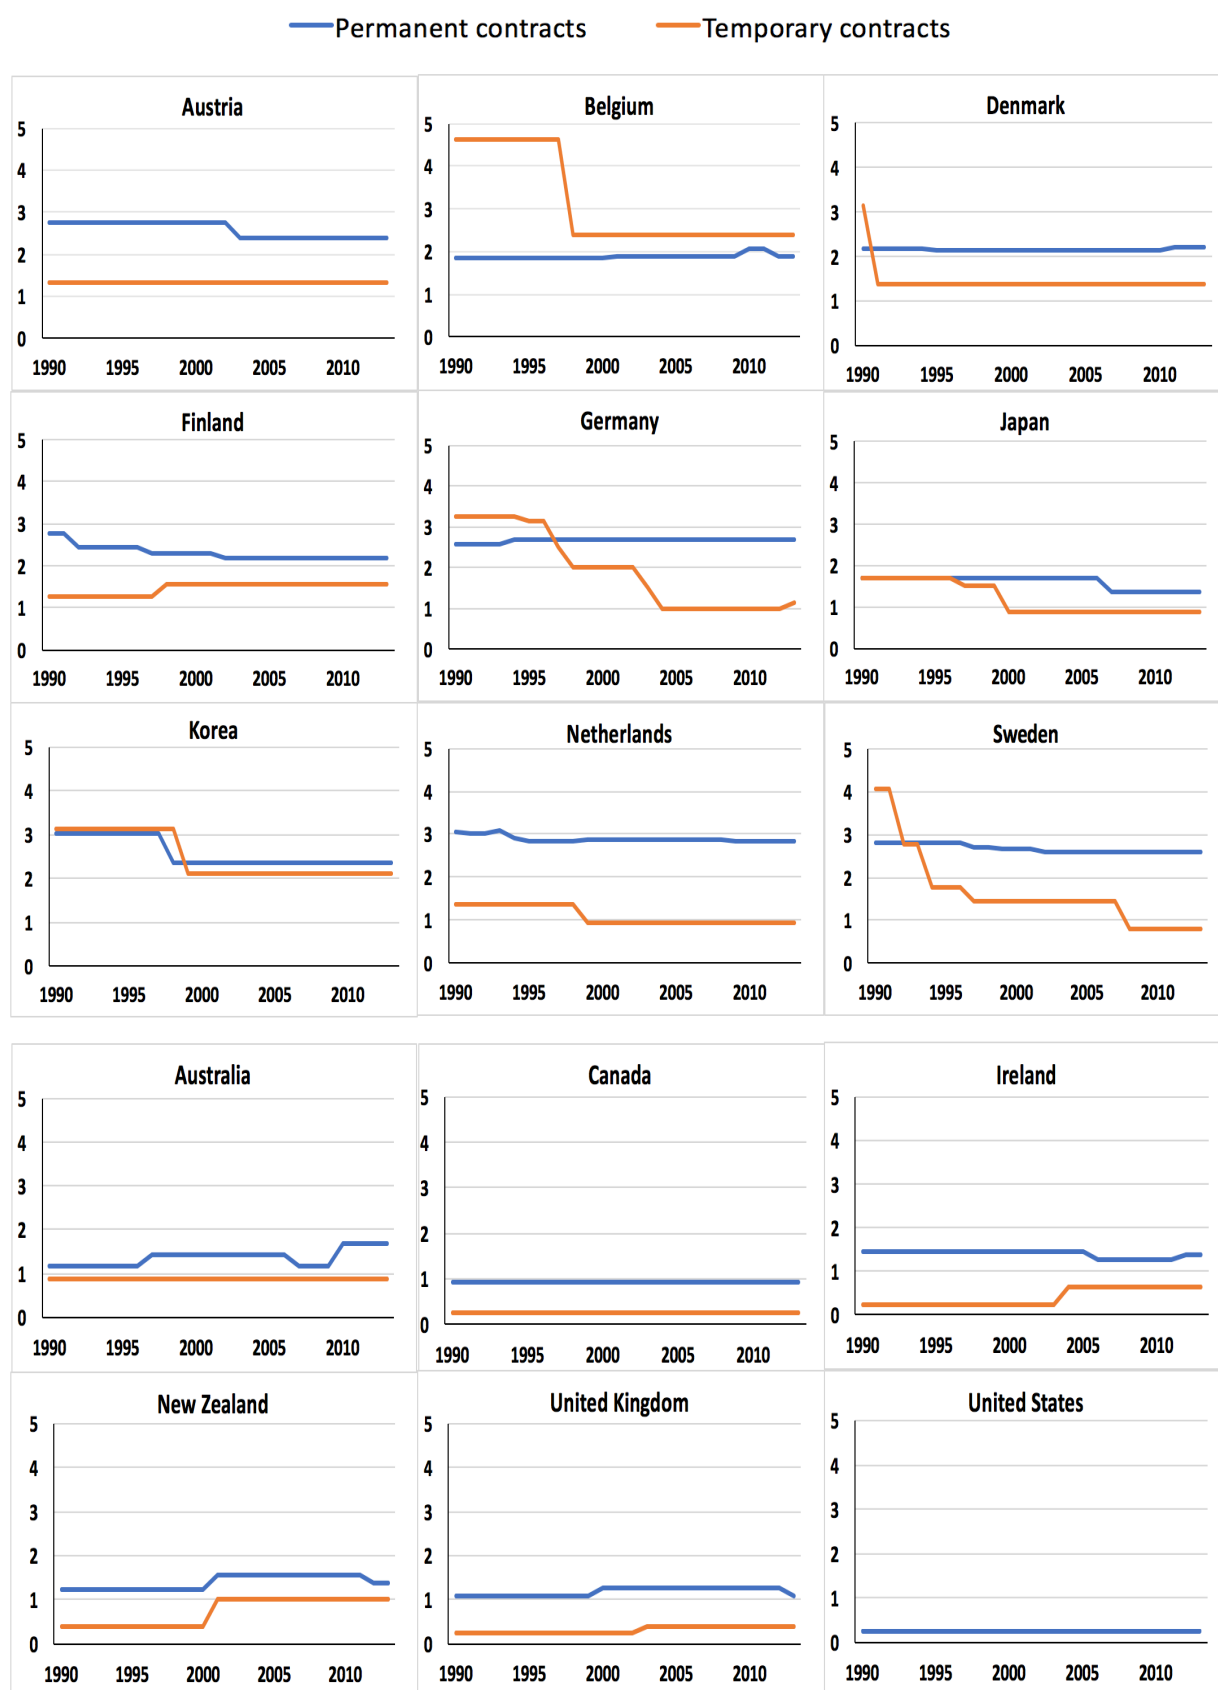 Permanent contracts Temporary contracts
Austria
5
4
3
2
1
0
1990 1995 2000 2005 2010
Belgium
5
4
3
2
1
0
1990 1995 2000 2005 2010
Denmark
5
4
3
2
1
0
1990 1995 2000 2005 2010
Finland
5
4
3
2
1
0
1990 1995 2000 2005 2010
Germany
5
4
3
2
1
0
1990 1995 2000 2005 2010
Japan
5
4
3
2
1
0
1990 1995 2000 2005 2010
Korea
5
4
3
2
1
0
1990 1995 2000 2005 2010
Netherlands
5
4
3
2
1
0
1990 1995 2000 2005 2010
Sweden
5
4
3
2
1
0
1990 1995 2000 2005 2010
Australia
5
4
3
2
1
0
1990 1995 2000 2005 2010
Canada
5
4
3
2
1
0
1990 1995 2000 2005 2010
Ireland
5
4
3
2
1
0
1990 1995 2000 2005 2010
New Zealand
5
4
3
2
1
0
1990 1995 2000 2005 2010
United Kingdom
5
4
3
2
1
0
1990 1995 2000 2005 2010
United States
5
4
3
2
1
0
1990 1995 2000 2005 2010